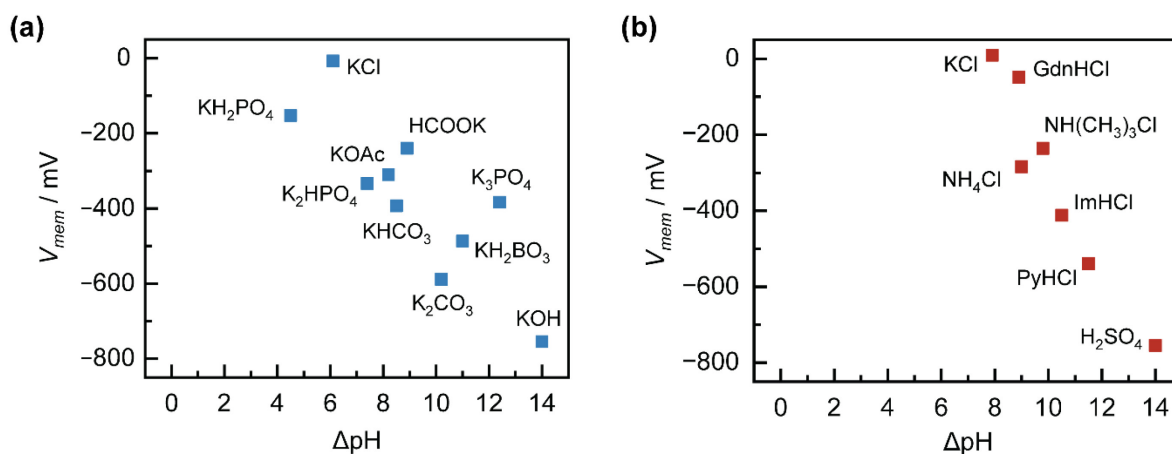 (a)
0
−200
−400
−600
−800
V_mem / mV
KCl
KH₂PO₄
HCOOK
KOAc
K₂HPO₄
K₃PO₄
KHCO₃
KH₂BO₃
K₂CO₃
KOH
0 2 4 6 8 10 12 14
ΔpH
(b)
0
−200
−400
−600
−800
V_mem / mV
KCl
GdnHCl
NH(CH₃)₃Cl
NH₄Cl
ImHCl
PyHCl
H₂SO₄
0 2 4 6 8 10 12 14
ΔpH